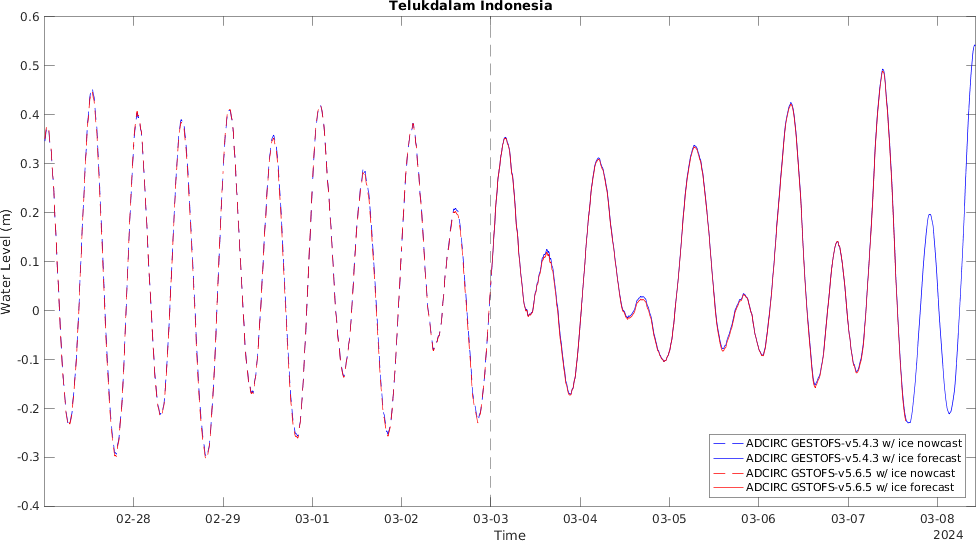 Telukdalam Indonesia
0.6
0.5
0.4
0.3
0.2
0.1
0
-0.1
-0.2
-0.3
-0.4
Water Level (m)
ADCIRC GESTOFS-v5.4.3 w/ ice nowcast
ADCIRC GESTOFS-v5.4.3 w/ ice forecast
ADCIRC GSTOFS-v5.6.5 w/ ice nowcast
ADCIRC GSTOFS-v5.6.5 w/ ice forecast
02-28 02-29 03-01 03-02 03-03 03-04 03-05 03-06 03-07 03-08
Time
2024